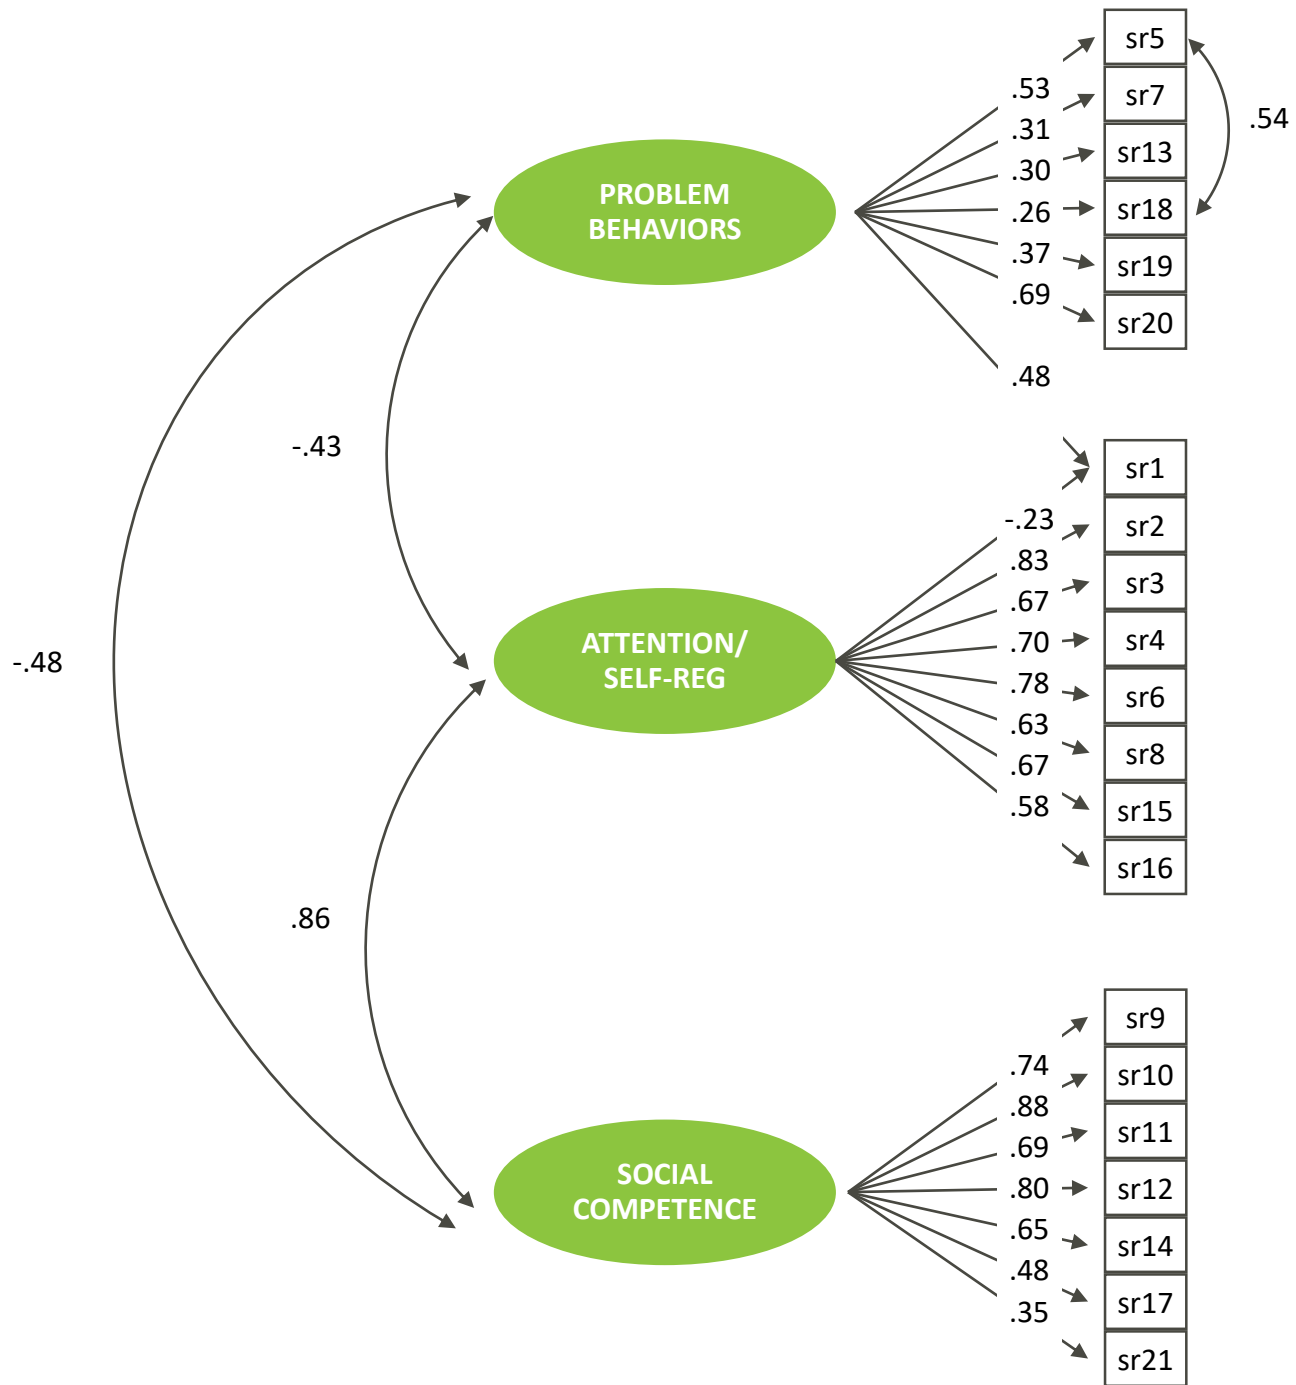 sr5
.53
sr7
.54
.31
sr13
.30
PROBLEM
BEHAVIORS
.26
sr18
.37
sr19
.69
sr20
.48
-.43
sr1
-.23
sr2
.83
sr3
.67
ATTENTION/
SELF-REG
.70
sr4
-.48
.78
sr6
.63
sr8
.67
sr15
.58
sr16
.86
sr9
.74
sr10
.88
sr11
.69
SOCIAL
COMPETENCE
.80
sr12
.65
sr14
.48
sr17
.35
sr21